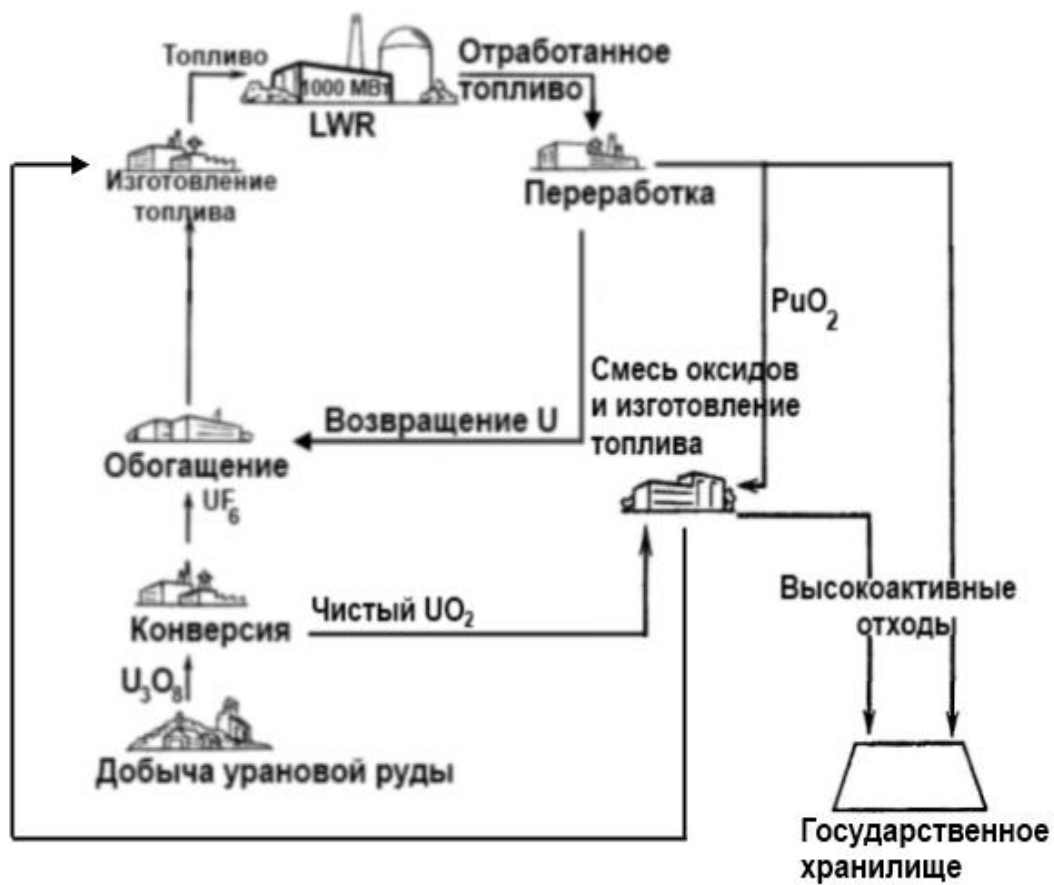 Топливо
1000 МВт
LWR
Отработанное
топливо
Изготовление
топлива
Переработка
PuO₂
Смесь оксидов
и изготовление
топлива
Возвращение U
Обогащение
UF₆
Конверсия
Чистый UO₂
Высокоактивные
отходы
U₃O₈
Добыча урановой руды
Государственное
хранилище